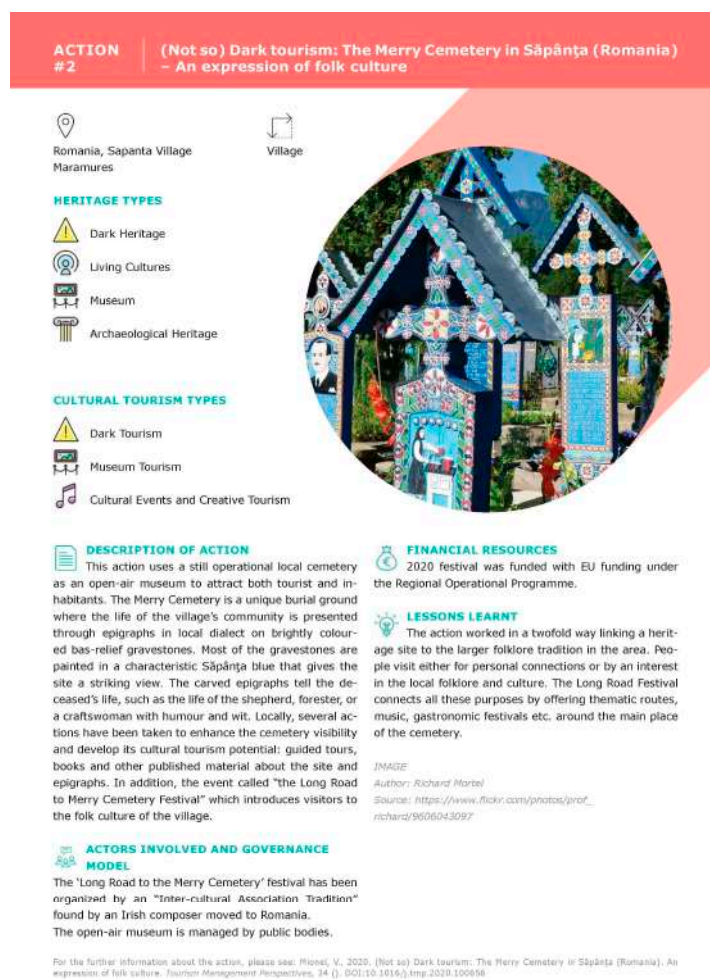 ACTION
#2
(Not so) Dark tourism: The Merry Cemetery in Săpânţa (Romania)
– An expression of folk culture
Romania, Sapanta Village
Maramures
Village
HERITAGE TYPES
Dark Heritage
Living Cultures
Museum
Archaeological Heritage
CULTURAL TOURISM TYPES
Dark Tourism
Museum Tourism
Cultural Events and Creative Tourism
DESCRIPTION OF ACTION
This action uses a still operational local cemetery
as an open-air museum to attract both tourist and in-
habitants. The Merry Cemetery is a unique burial ground
where the life of the village's community is presented
through epigraphs in local dialect on brightly colour-
ed bas-relief gravestones. Most of the gravestones are
painted in a characteristic Săpânţa blue that gives the
site a striking view. The carved epigraphs tell the de-
ceased's life, such as the life of the shepherd, forester, or
a craftswoman with humour and wit. Locally, several ac-
tions have been taken to enhance the cemetery visibility
and develop its cultural tourism potential: guided tours,
books and other published material about the site and
epigraphs. In addition, the event called "the Long Road
to Merry Cemetery Festival" which introduces visitors to
the folk culture of the village.
ACTORS INVOLVED AND GOVERNANCE
MODEL
The 'Long Road to the Merry Cemetery' festival has been
organized by an "Inter-cultural Association Tradition"
found by an Irish composer moved to Romania.
The open-air museum is managed by public bodies.
FINANCIAL RESOURCES
2020 festival was funded with EU funding under
the Regional Operational Programme.
LESSONS LEARNT
The action worked in a twofold way linking a herit-
age site to the larger folklore tradition in the area. Peo-
ple visit either for personal connections or by an interest
in the local folklore and culture. The Long Road Festival
connects all these purposes by offering thematic routes,
music, gastronomic festivals etc. around the main place
of the cemetery.
IMAGE
Author: Richard Mortel
Source: https://www.flickr.com/photos/prof_
richard/9606043097
For the further information about the action, please see: Mionel, V., 2020. (Not so) Dark tourism: The Merry Cemetery in Săpânţa (Romania). An
expression of folk culture. Tourism Management Perspectives, 34 (). DOI:10.1016/j.tmp.2020.100656